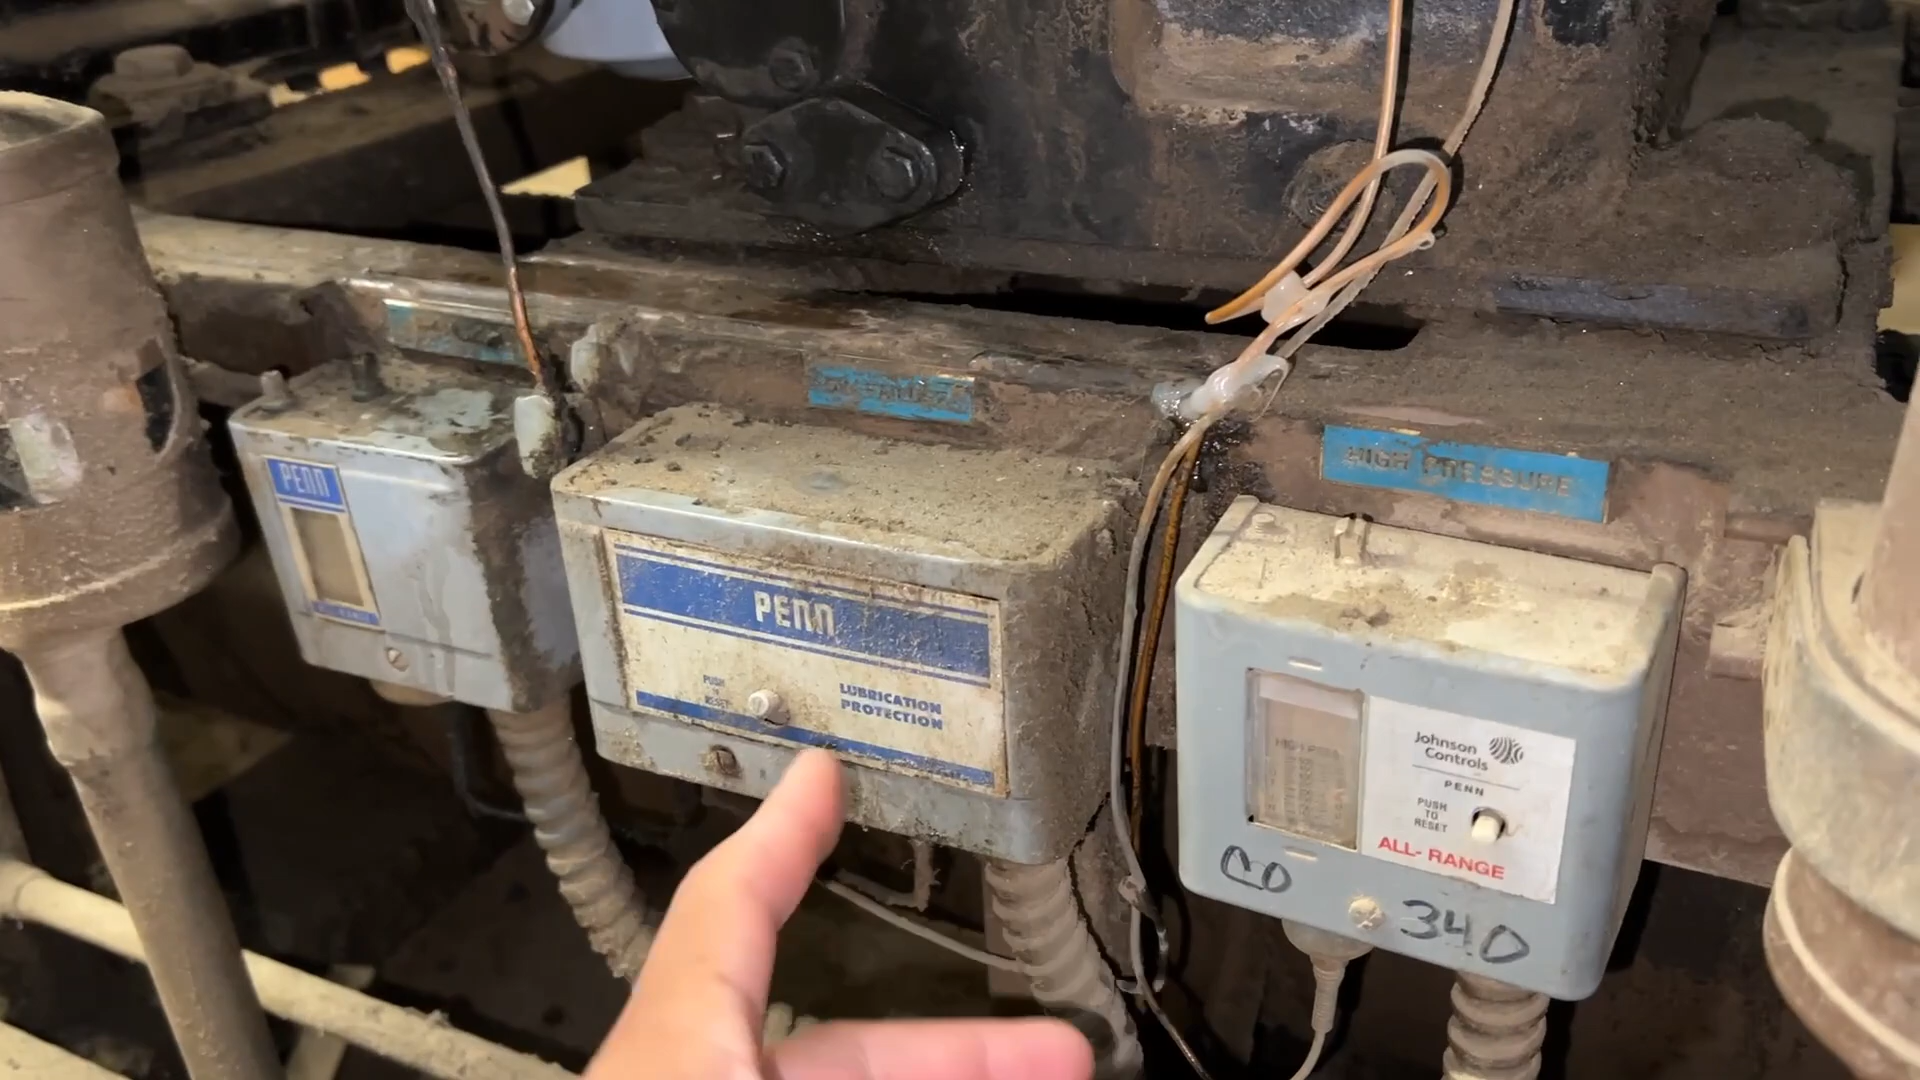 PENN
PENN
PUSH
TO
RESET
LUBRICATION
PROTECTION
HIGH PRESSURE
Johnson
Controls
PENN
PUSH
TO
RESET
ALL-RANGE
CO
340